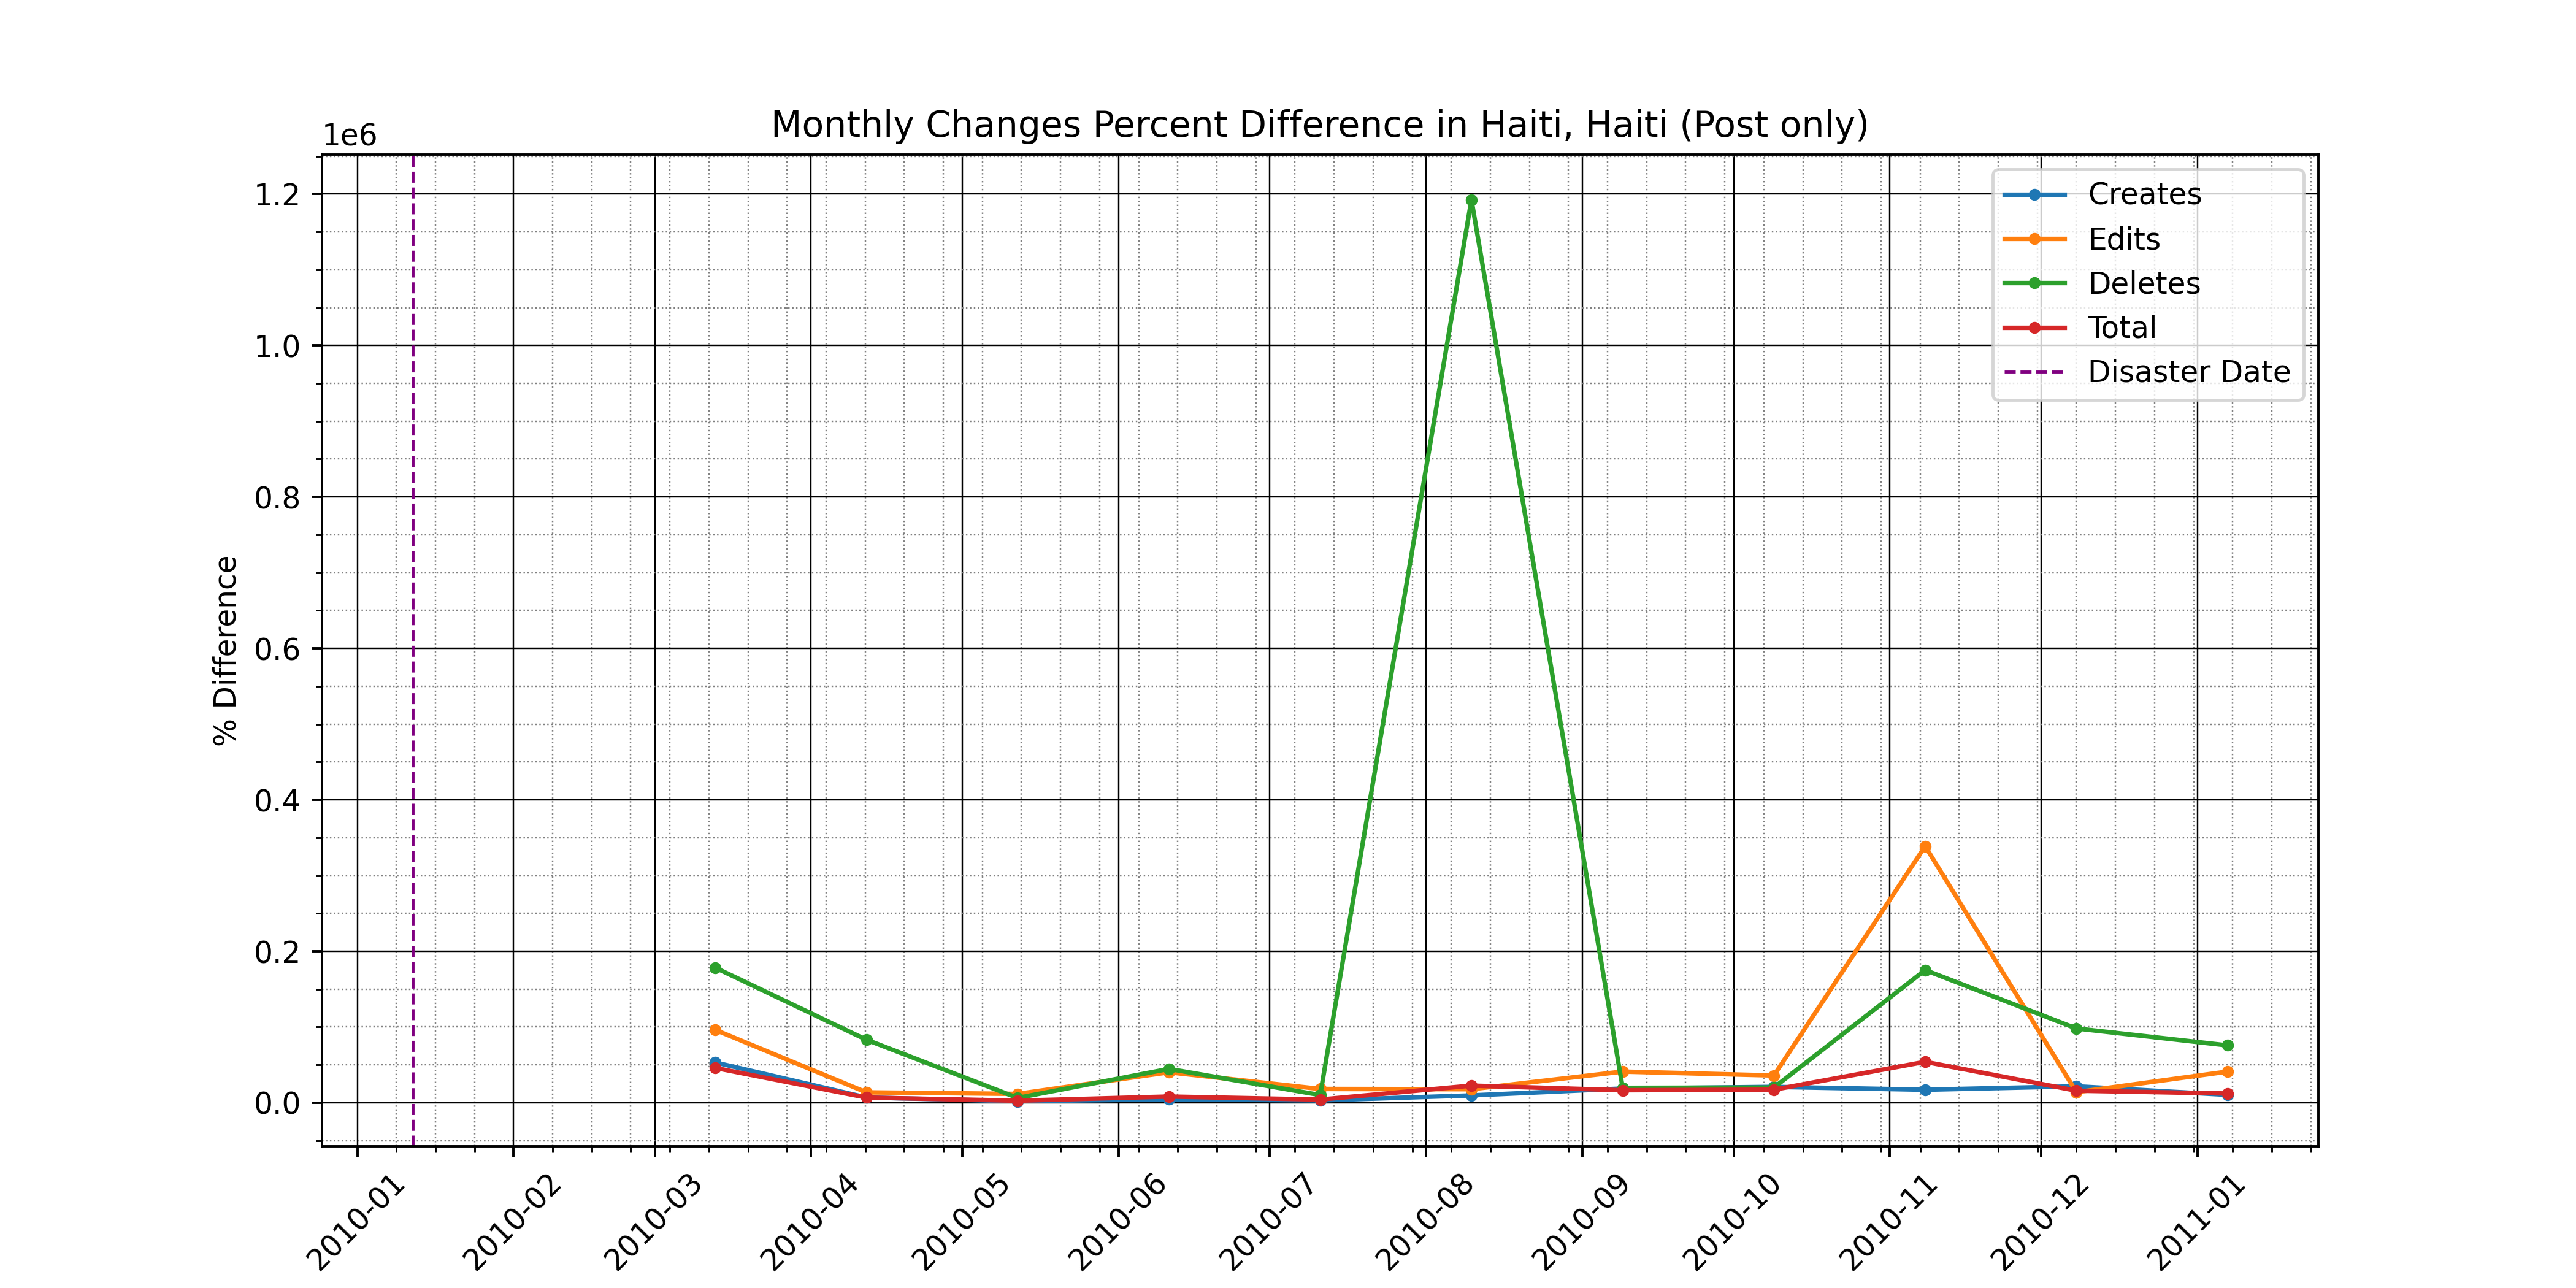 Monthly Changes Percent Difference in Haiti, Haiti (Post only)
1e6
1.2
1.0
0.8
0.6
0.4
0.2
0.0
% Difference
Creates
Edits
Deletes
Total
Disaster Date
2010-01
2010-02
2010-03
2010-04
2010-05
2010-06
2010-07
2010-08
2010-09
2010-10
2010-11
2010-12
2011-01